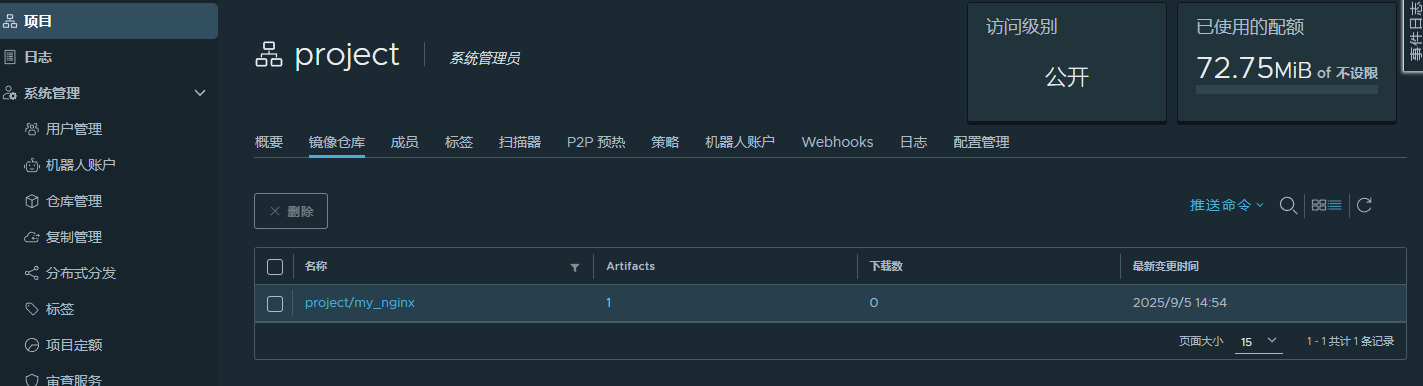 项目
日志
系统管理
用户管理
机器人账户
仓库管理
复制管理
分布式分发
标签
项目定额
审查服务
project
系统管理员
访问级别
公开
已使用的配额
72.75MiB of 不设限
事件日志
概要 镜像仓库 成员 标签 扫描器 P2P 预热 策略 机器人账户 Webhooks 日志 配置管理
删除
推送命令
名称 Artifacts 下载数 最新变更时间
project/my_nginx 1 0 2025/9/5 14:54
页面大小 15 1 - 1 共计 1 条记录